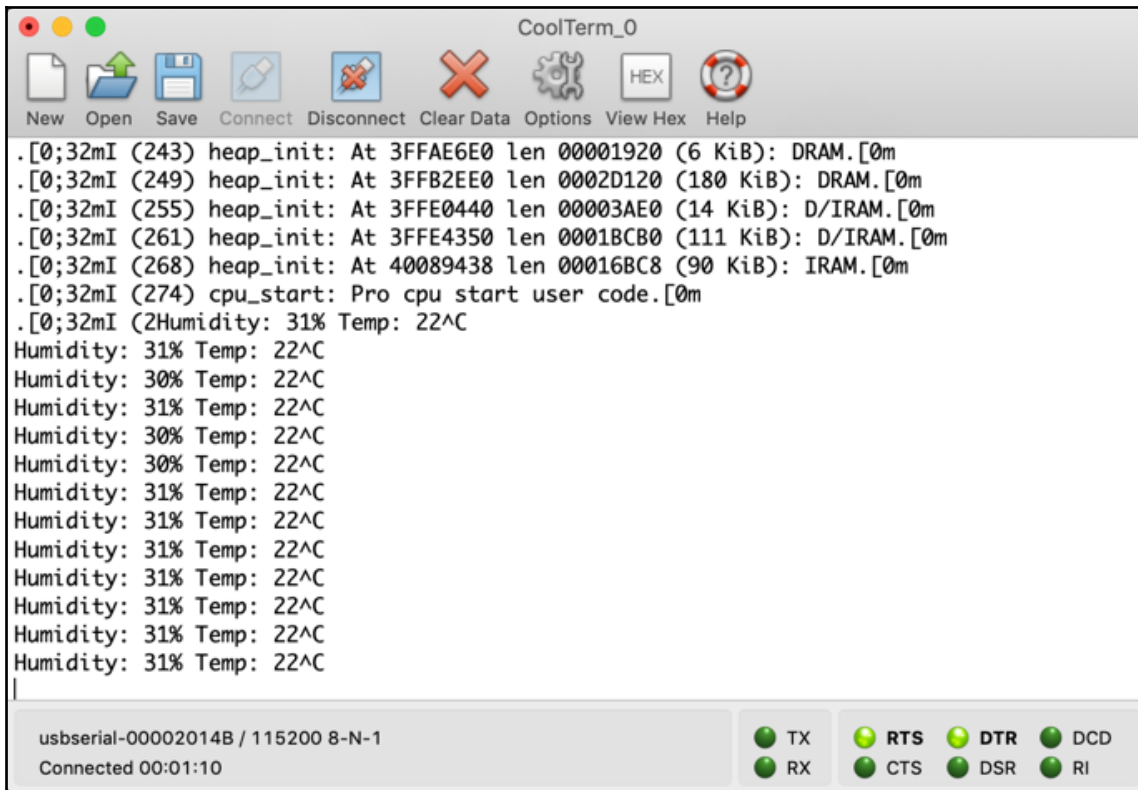 CoolTerm_0
HEX
New Open Save Connect Disconnect Clear Data Options View Hex Help
.[0;32mI (243) heap_init: At 3FFAE6E0 len 00001920 (6 KiB): DRAM.[0m
.[0;32mI (249) heap_init: At 3FFB2EE0 len 0002D120 (180 KiB): DRAM.[0m
.[0;32mI (255) heap_init: At 3FFE0440 len 00003AE0 (14 KiB): D/IRAM.[0m
.[0;32mI (261) heap_init: At 3FFE4350 len 0001BCB0 (111 KiB): D/IRAM.[0m
.[0;32mI (268) heap_init: At 40089438 len 00016BC8 (90 KiB): IRAM.[0m
.[0;32mI (274) cpu_start: Pro cpu start user code.[0m
.[0;32mI (2Humidity: 31% Temp: 22^C
Humidity: 31% Temp: 22^C
Humidity: 30% Temp: 22^C
Humidity: 31% Temp: 22^C
Humidity: 30% Temp: 22^C
Humidity: 30% Temp: 22^C
Humidity: 31% Temp: 22^C
Humidity: 31% Temp: 22^C
Humidity: 31% Temp: 22^C
Humidity: 31% Temp: 22^C
Humidity: 31% Temp: 22^C
Humidity: 31% Temp: 22^C
Humidity: 31% Temp: 22^C
usbserial-00002014B / 115200 8-N-1 TX RTS DTR DCD
Connected 00:01:10 RX CTS DSR RI